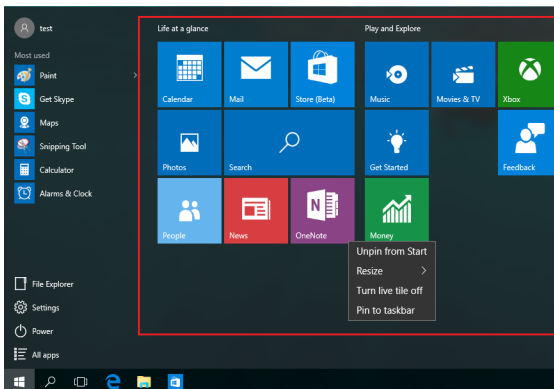 test
Most used
Paint
Get Skype
Maps
Snipping Tool
Calculator
Alarms & Clock
File Explorer
Settings
Power
All apps
Life at a glance
Calendar
Mail
Store (Beta)
Photos
Search
People
News
OneNote
Play and Explore
Music
Movies & TV
Xbox
Get Started
Feedback
Money
Unpin from Start
Resize
Turn live tile off
Pin to taskbar